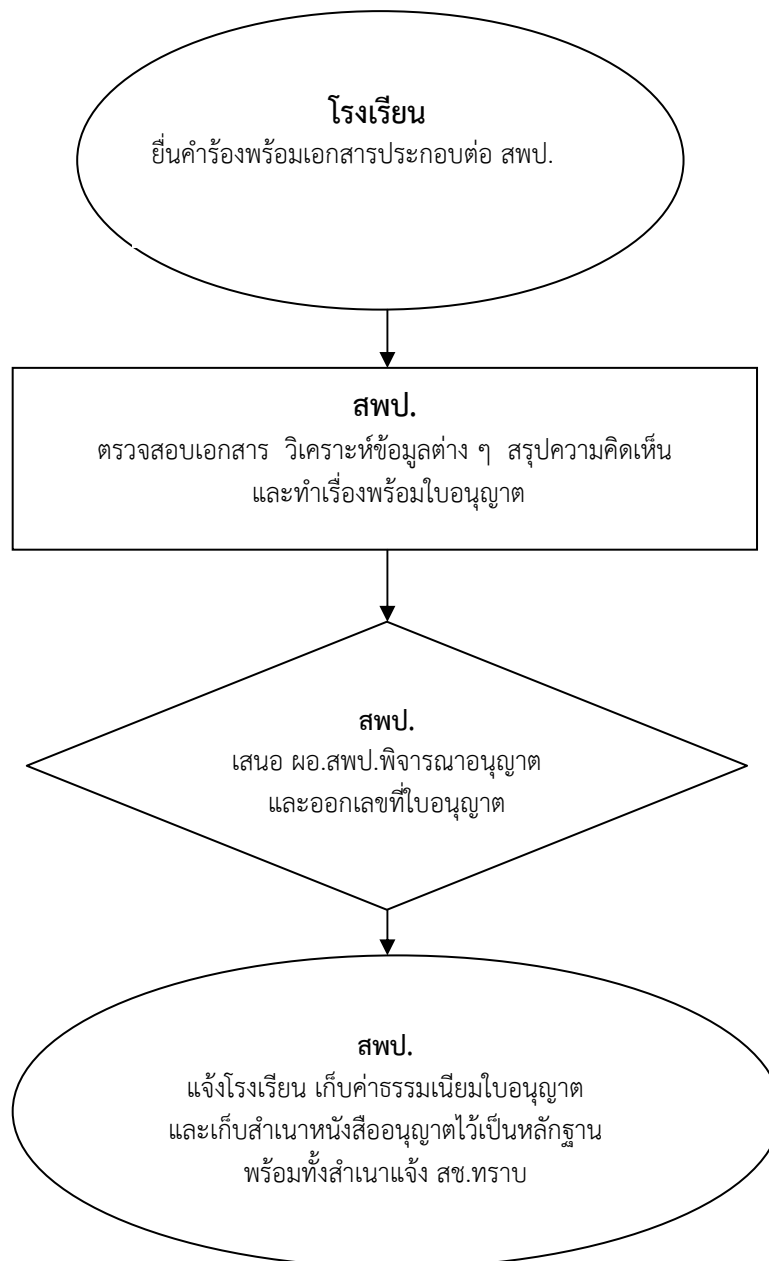 โรงเรียน
ยื่นคำร้องพร้อมเอกสารประกอบต่อ สพป.
สพป.
ตรวจสอบเอกสาร วิเคราะห์ข้อมูลต่าง ๆ สรุปความคิดเห็น
และทำเรื่องพร้อมใบอนุญาต
สพป.
เสนอ ผอ.สพป.พิจารณาอนุญาต
และออกเลขที่ใบอนุญาต
สพป.
แจ้งโรงเรียน เก็บค่าธรรมเนียมใบอนุญาต
และเก็บสำเนาหนังสืออนุญาตไว้เป็นหลักฐาน
พร้อมทั้งสำเนาแจ้ง สช.ทราบ